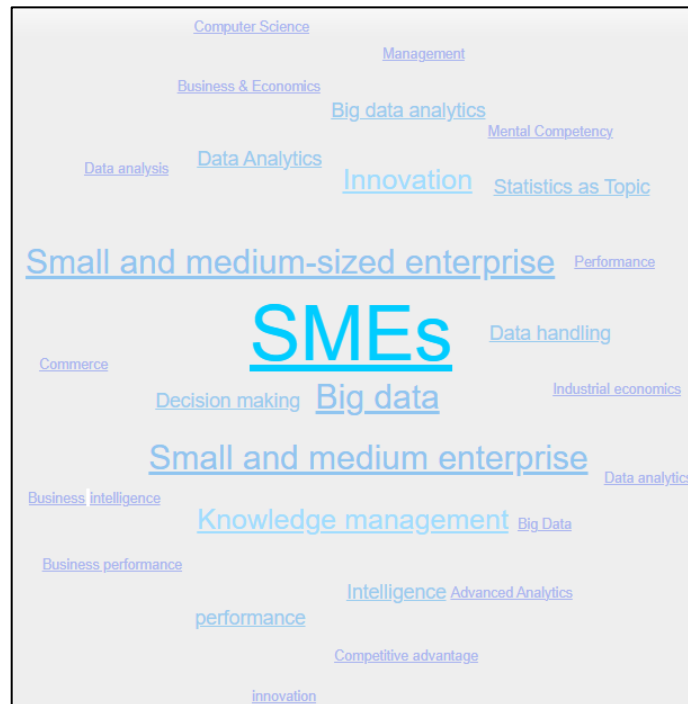 Computer Science
Management
Business & Economics
Big data analytics
Mental Competency
Data analysis
Data Analytics
Innovation
Statistics as Topic
Small and medium-sized enterprise
Performance
SMEs
Data handling
Commerce
Decision making
Big data
Industrial economics
Small and medium enterprise
Data analytics
Business intelligence
Knowledge management
Big Data
Business performance
Intelligence
Advanced Analytics
performance
Competitive advantage
innovation